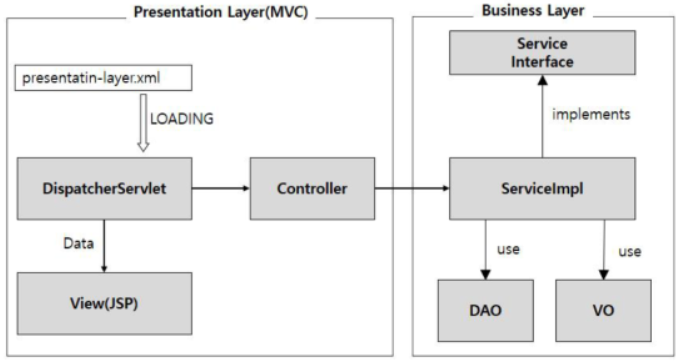 Presentation Layer(MVC)
presentatin-layer.xml
LOADING
DispatcherServlet
Controller
Data
View(JSP)
Business Layer
Service
Interface
implements
ServiceImpl
use
use
DAO
VO